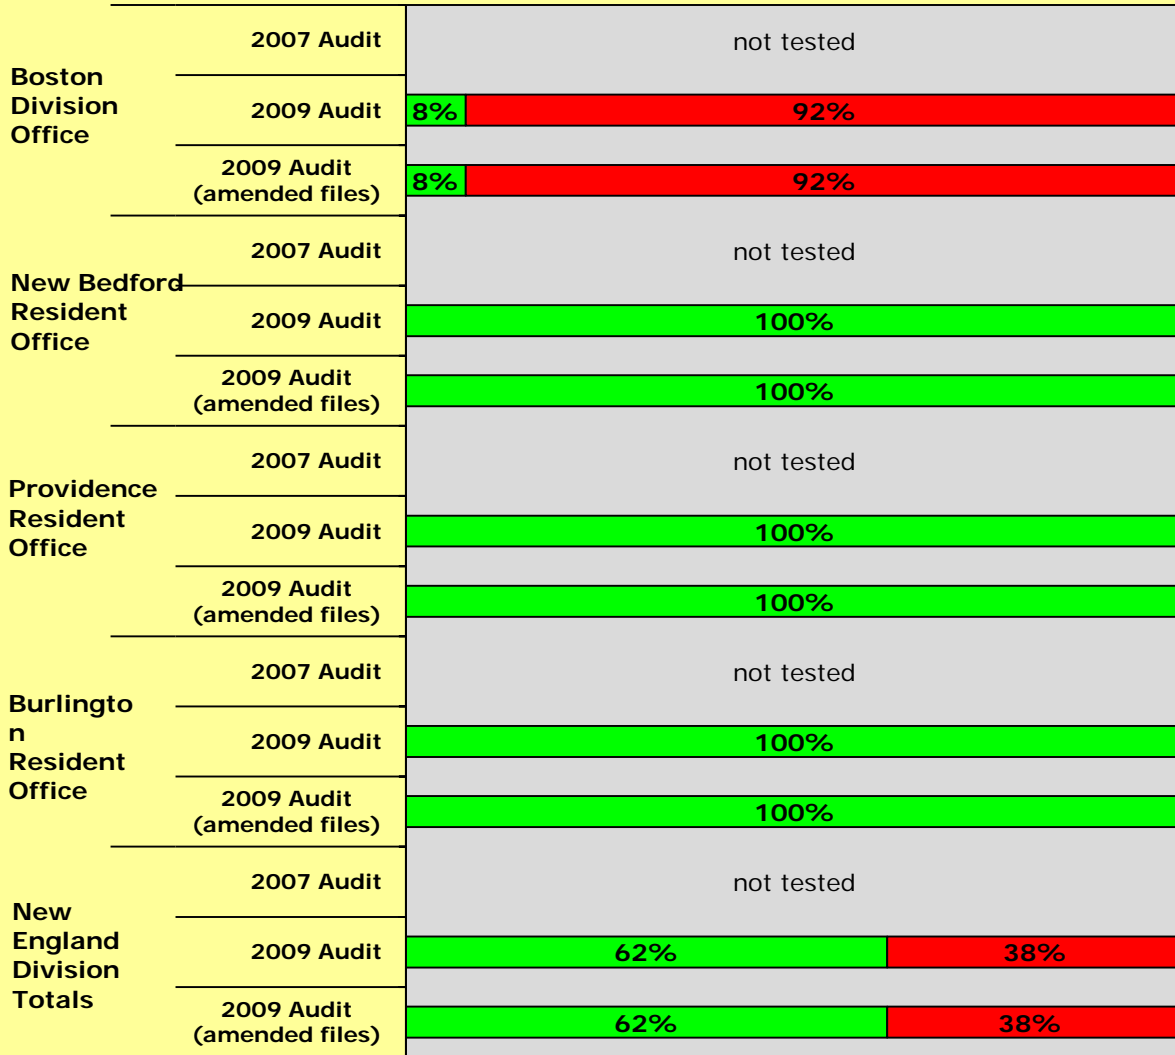 2007 Audit
not tested
Boston
Division
Office
2009 Audit
8%
92%
2009 Audit
(amended files)
8%
92%
2007 Audit
not tested
New Bedford
Resident
Office
2009 Audit
100%
2009 Audit
(amended files)
100%
2007 Audit
not tested
Providence
Resident
Office
2009 Audit
100%
2009 Audit
(amended files)
100%
2007 Audit
not tested
Burlingto
n
Resident
Office
2009 Audit
100%
2009 Audit
(amended files)
100%
2007 Audit
not tested
New
England
Division
Totals
2009 Audit
62%
38%
2009 Audit
(amended files)
62%
38%